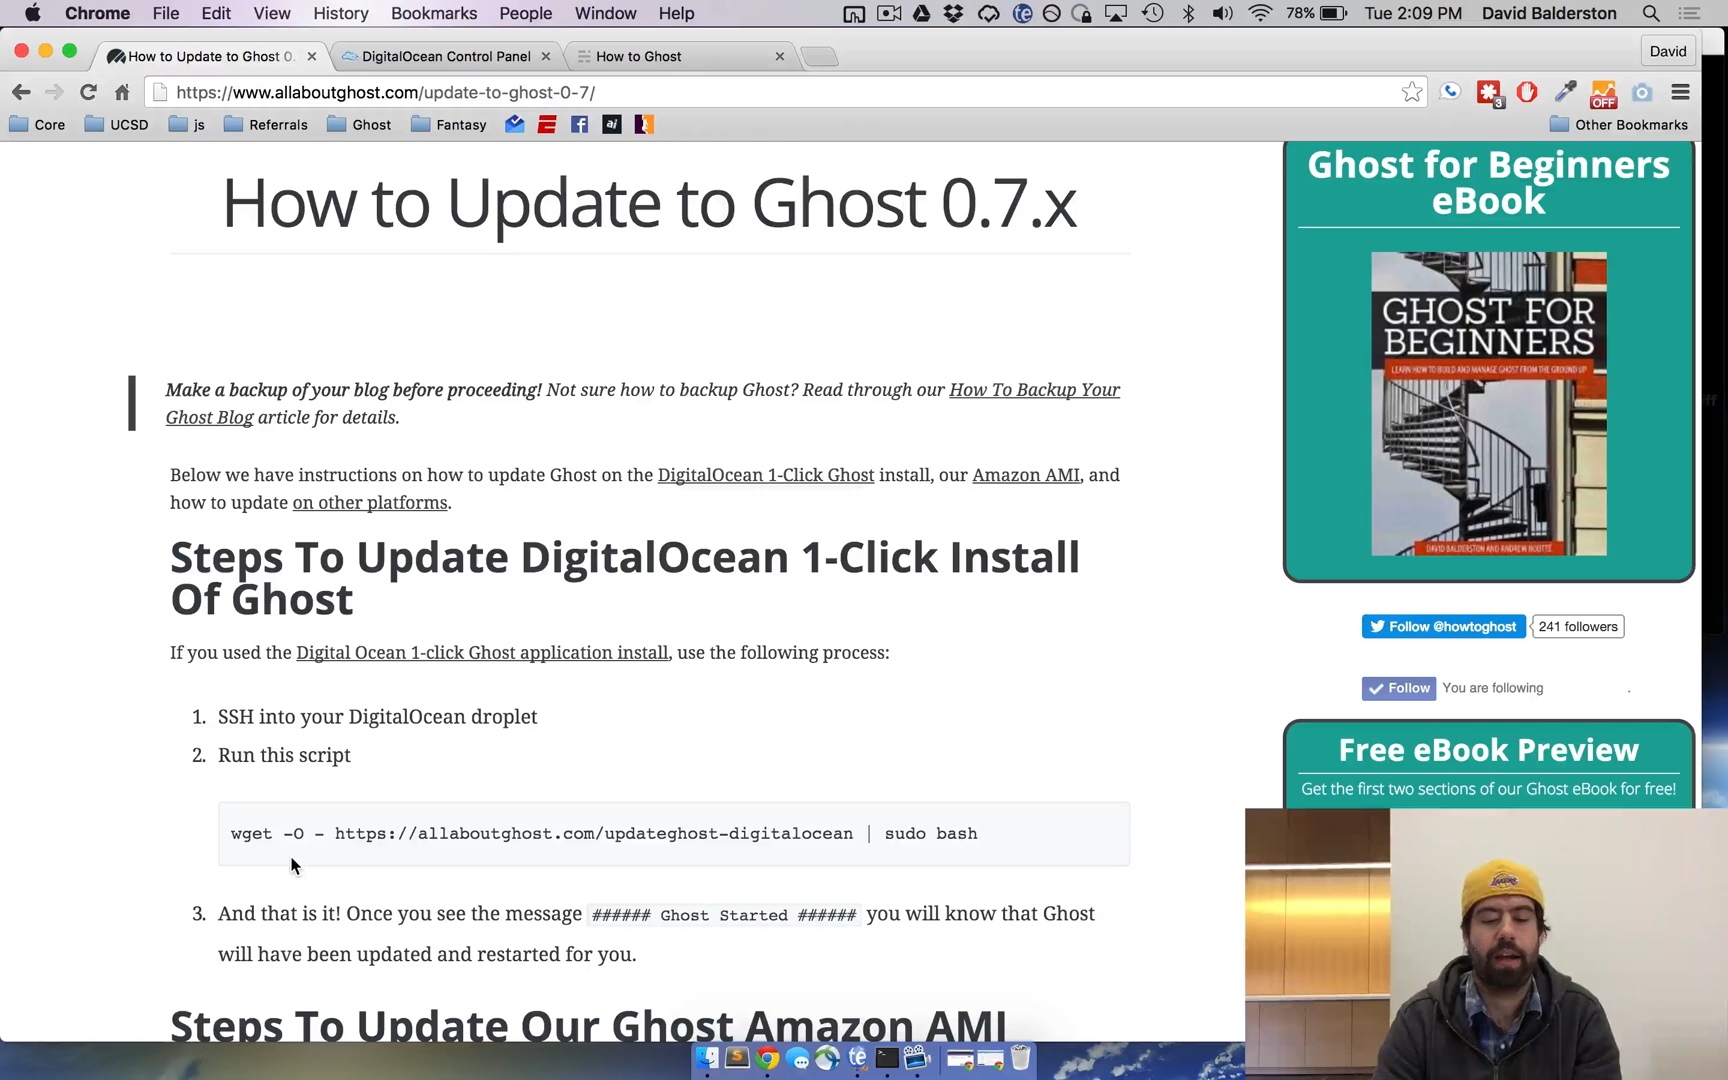 Chrome File Edit View History Bookmarks People Window Help 78% Tue 2:09 PM David Balderston
How to Update to Ghost 0. DigitalOcean Control Panel How to Ghost David
https://www.allaboutghost.com/update-to-ghost-0-7/ 3 OFF
Core UCSD js Referrals Ghost Fantasy ai Other Bookmarks
How to Update to Ghost 0.7.x
Make a backup of your blog before proceeding! Not sure how to backup Ghost? Read through our How To Backup Your
Ghost Blog article for details.
Below we have instructions on how to update Ghost on the DigitalOcean 1-Click Ghost install, our Amazon AMI, and
how to update on other platforms.
Steps To Update DigitalOcean 1-Click Install
Of Ghost
If you used the Digital Ocean 1-click Ghost application install, use the following process:
1. SSH into your DigitalOcean droplet
2. Run this script
wget -O - https://allaboutghost.com/updateghost-digitalocean | sudo bash
3. And that is it! Once you see the message ###### Ghost Started ###### you will know that Ghost
will have been updated and restarted for you.
Steps To Update Our Ghost Amazon AMI
Ghost for Beginners
eBook
GHOST FOR
BEGINNERS
LEARN HOW TO BUILD AND MANAGE GHOST FROM THE GROUND UP
DAVID BALDERSTON AND ANDREW BOOTTE
Follow @howtoghost 241 followers
Follow You are following .
Free eBook Preview
Get the first two sections of our Ghost eBook for free!